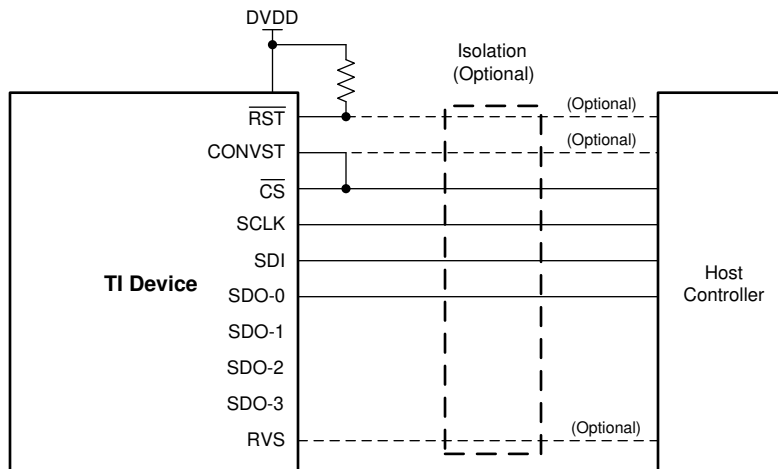 DVDD
Isolation
(Optional)
RST
(Optional)
CONVST
(Optional)
CS
SCLK
SDI
TI Device
SDO-0
Host
Controller
SDO-1
SDO-2
SDO-3
RVS
(Optional)